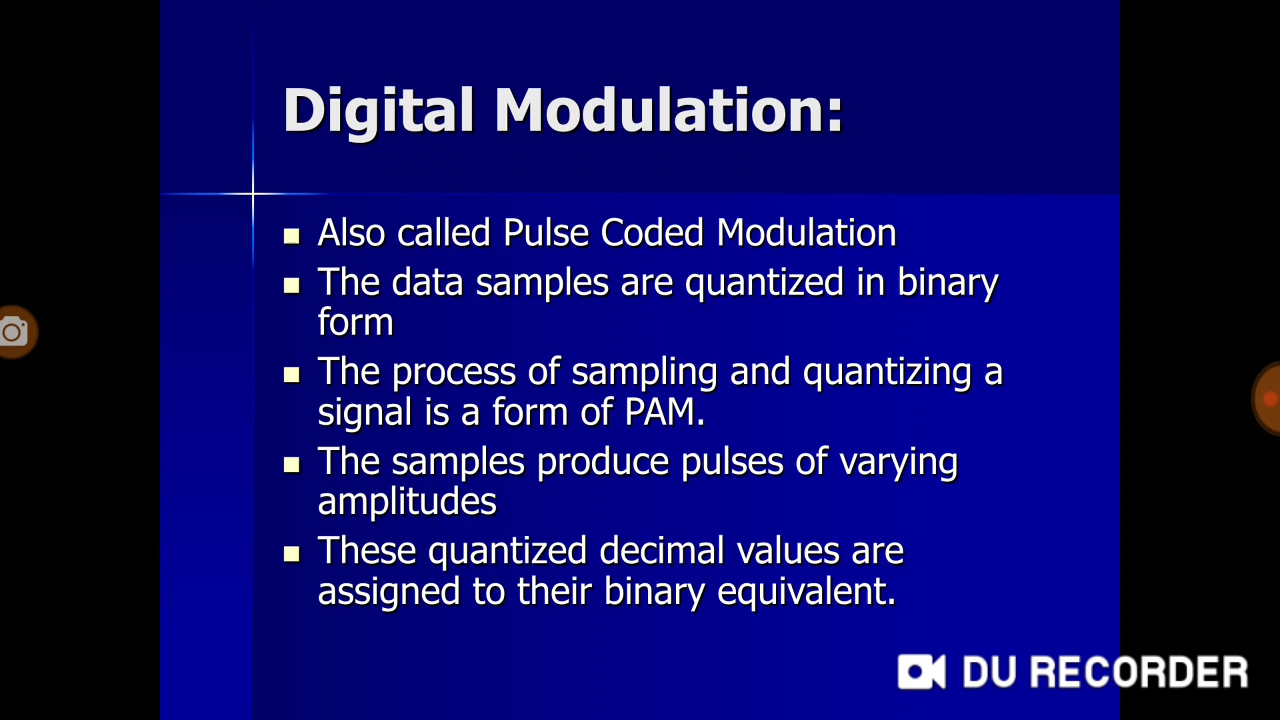 Digital Modulation:
Also called Pulse Coded Modulation
The data samples are quantized in binary
form
The process of sampling and quantizing a
signal is a form of PAM.
The samples produce pulses of varying
amplitudes
These quantized decimal values are
assigned to their binary equivalent.
DU RECORDER